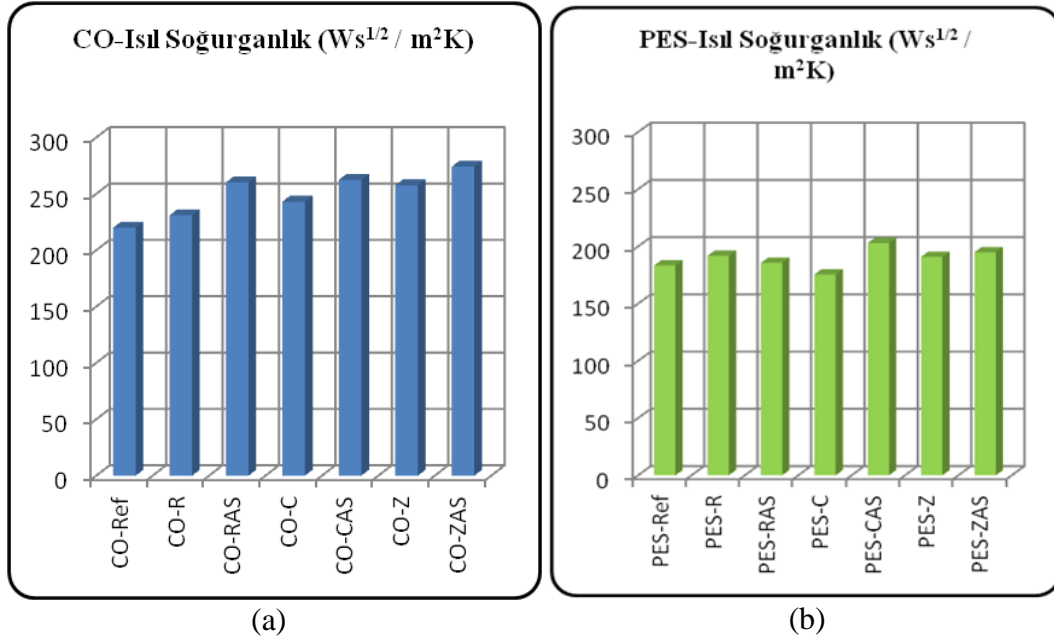 CO-Isıl Soğurganlık (Ws1/2 / m2K)
300
250
200
150
100
50
0
CO-Ref
CO-R
CO-RAS
CO-C
CO-CAS
CO-Z
CO-ZAS
(a)
PES-Isıl Soğurganlık (Ws1/2 /
m2K)
300
250
200
150
100
50
0
PES-Ref
PES-R
PES-RAS
PES-C
PES-CAS
PES-Z
PES-ZAS
(b)